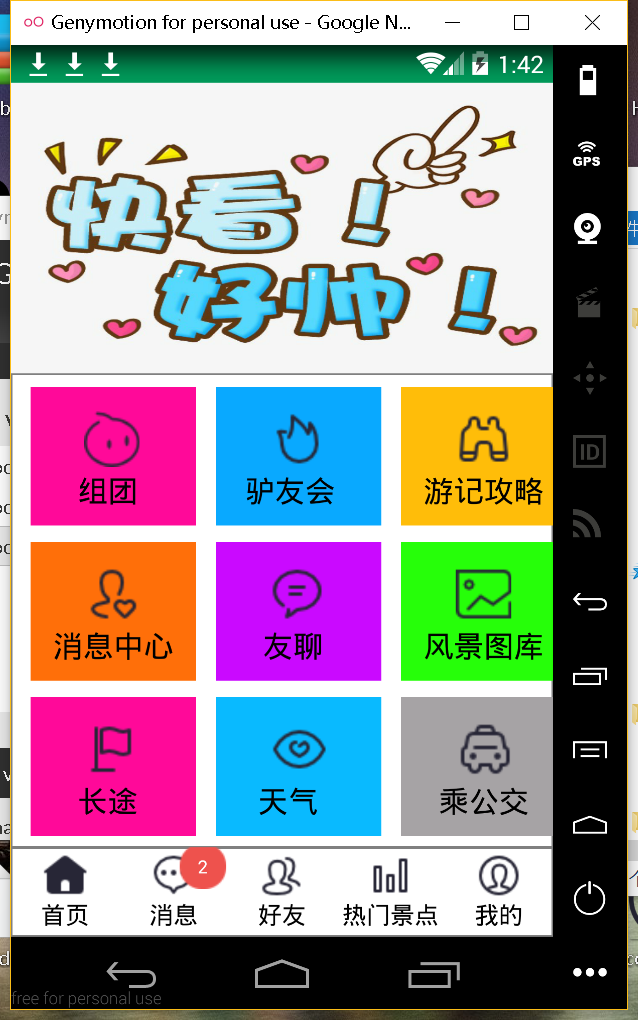 Genymotion for personal use - Google N...
1:42
快看！
好帅！
GPS
组团
驴友会
游记攻略
ID
消息中心
友聊
风景图库
长途
天气
乘公交
2
首页
消息
好友
热门景点
我的
free for personal use